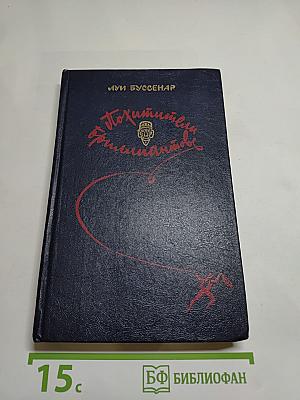 ЛУИ БУССЕНАР
Похитители
бриллиантов
15с
БФ БИБЛИОФАН